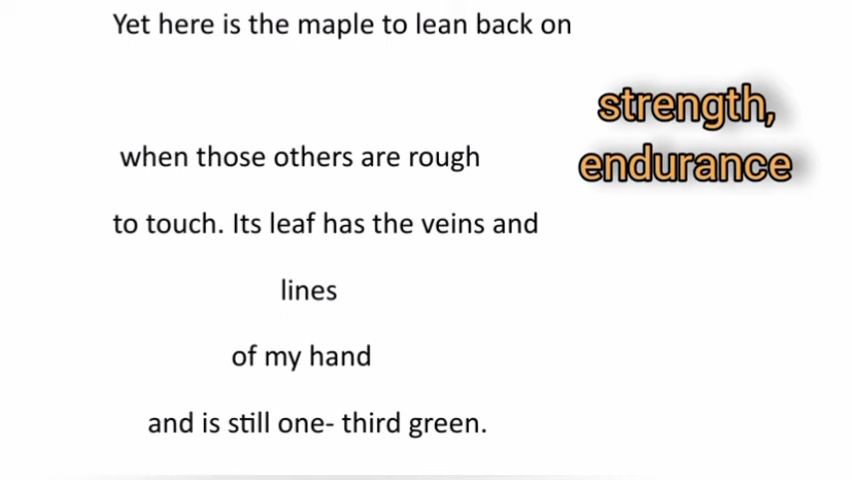 Yet here is the maple to lean back on
strength,
endurance
when those others are rough
to touch. Its leaf has the veins and
lines
of my hand
and is still one- third green.